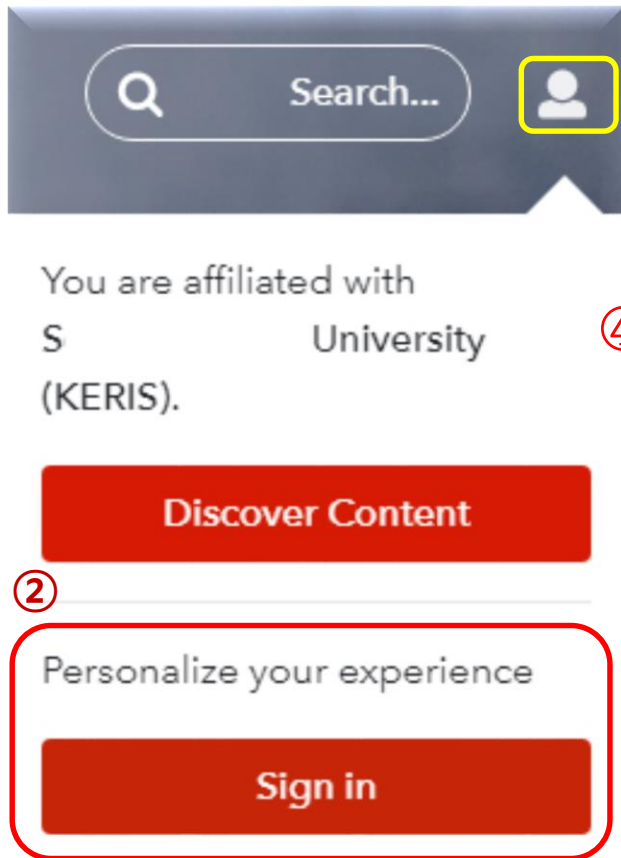 Search...
You are affiliated with
S University
(KERIS).
Discover Content
②
Personalize your experience
Sign in